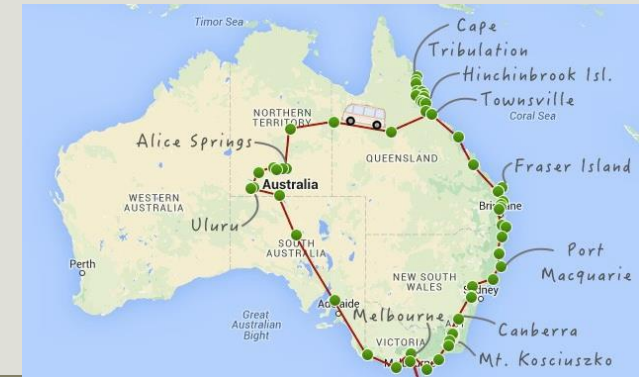 Timor Sea
Cape
Tribulation
Hinchinbrook Isl.
Townsville
Coral Sea
NORTHERN
TERRITORY
Alice Springs
QUEENSLAND
Fraser Island
Australia
WESTERN
AUSTRALIA
Uluru
SOUTH
AUSTRALIA
Port
Macquarie
Perth
NEW SOUTH
WALES
Great
Australian
Bight
Melbourne
Canberra
VICTORIA
Mt. Kosciuszko